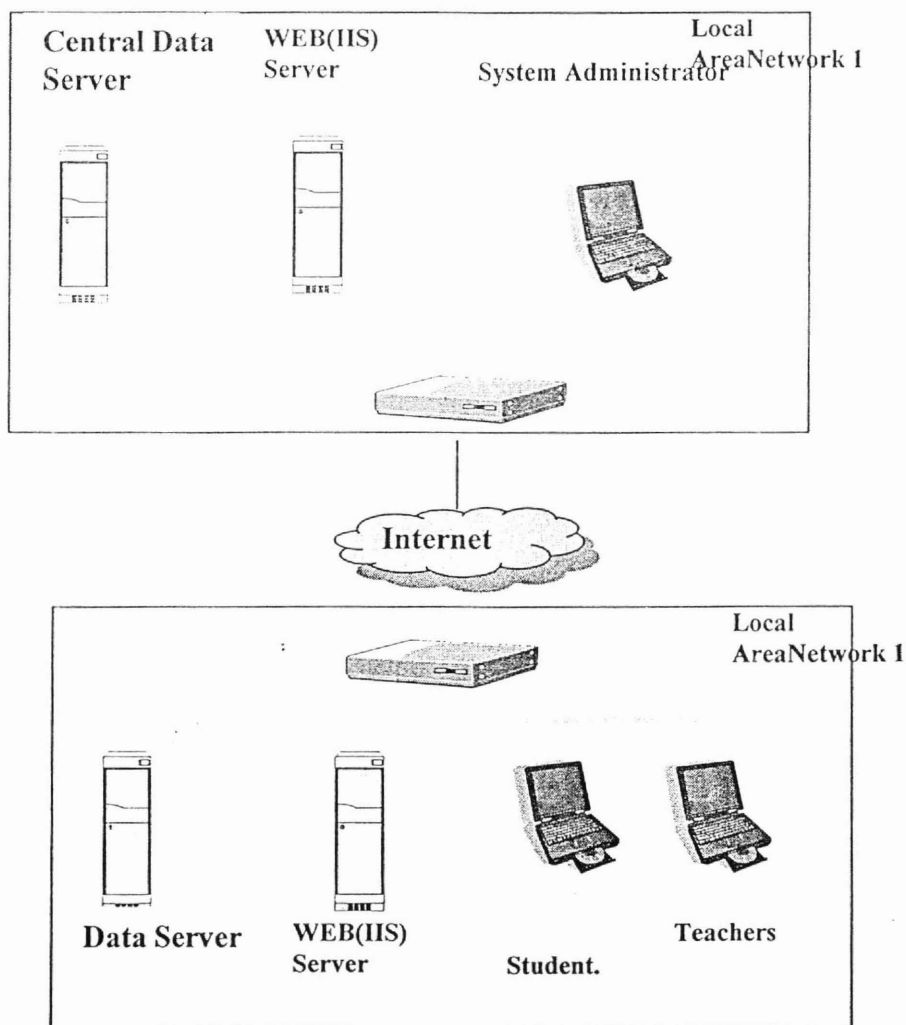 Central Data
Server
WEB(IIS)
Server
System Administrator
Local
AreaNetwork 1
Internet
Local
AreaNetwork 1
Data Server
WEB(IIS)
Server
Student.
Teachers